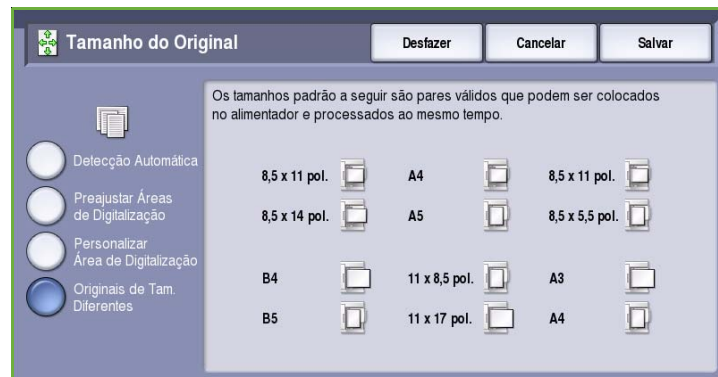 Tamanho do Original
Desfazer
Cancelar
Salvar
Os tamanhos padrão a seguir são pares válidos que podem ser colocados
no alimentador e processados ao mesmo tempo.
Detecção Automática
Preajustar Áreas
de Digitalização
Personalizar
Área de Digitalização
Originais de Tam.
Diferentes
8,5 x 11 pol.
A4
8,5 x 11 pol.
8,5 x 14 pol.
A5
8,5 x 5,5 pol.
B4
11 x 8,5 pol.
A3
B5
11 x 17 pol.
A4